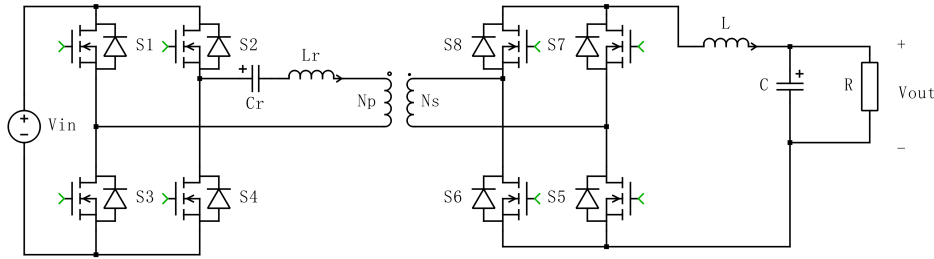 S1 S2 S8 S7 L
Lr
+
+
C R Vout
Vin Cr Np Ns
+
-
S3 S4 S6 S5